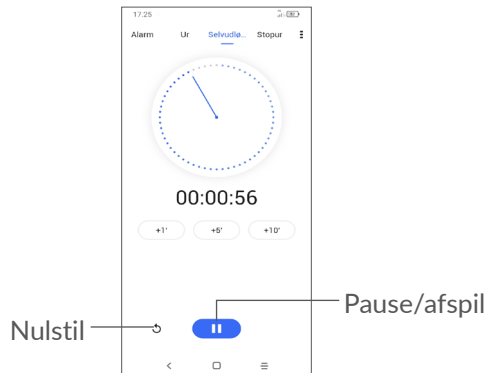 17.25
Alarm Ur Selvudlø... Stopur
00:00:56
+1' +5' +10'
Pause/afspil
Nulstil